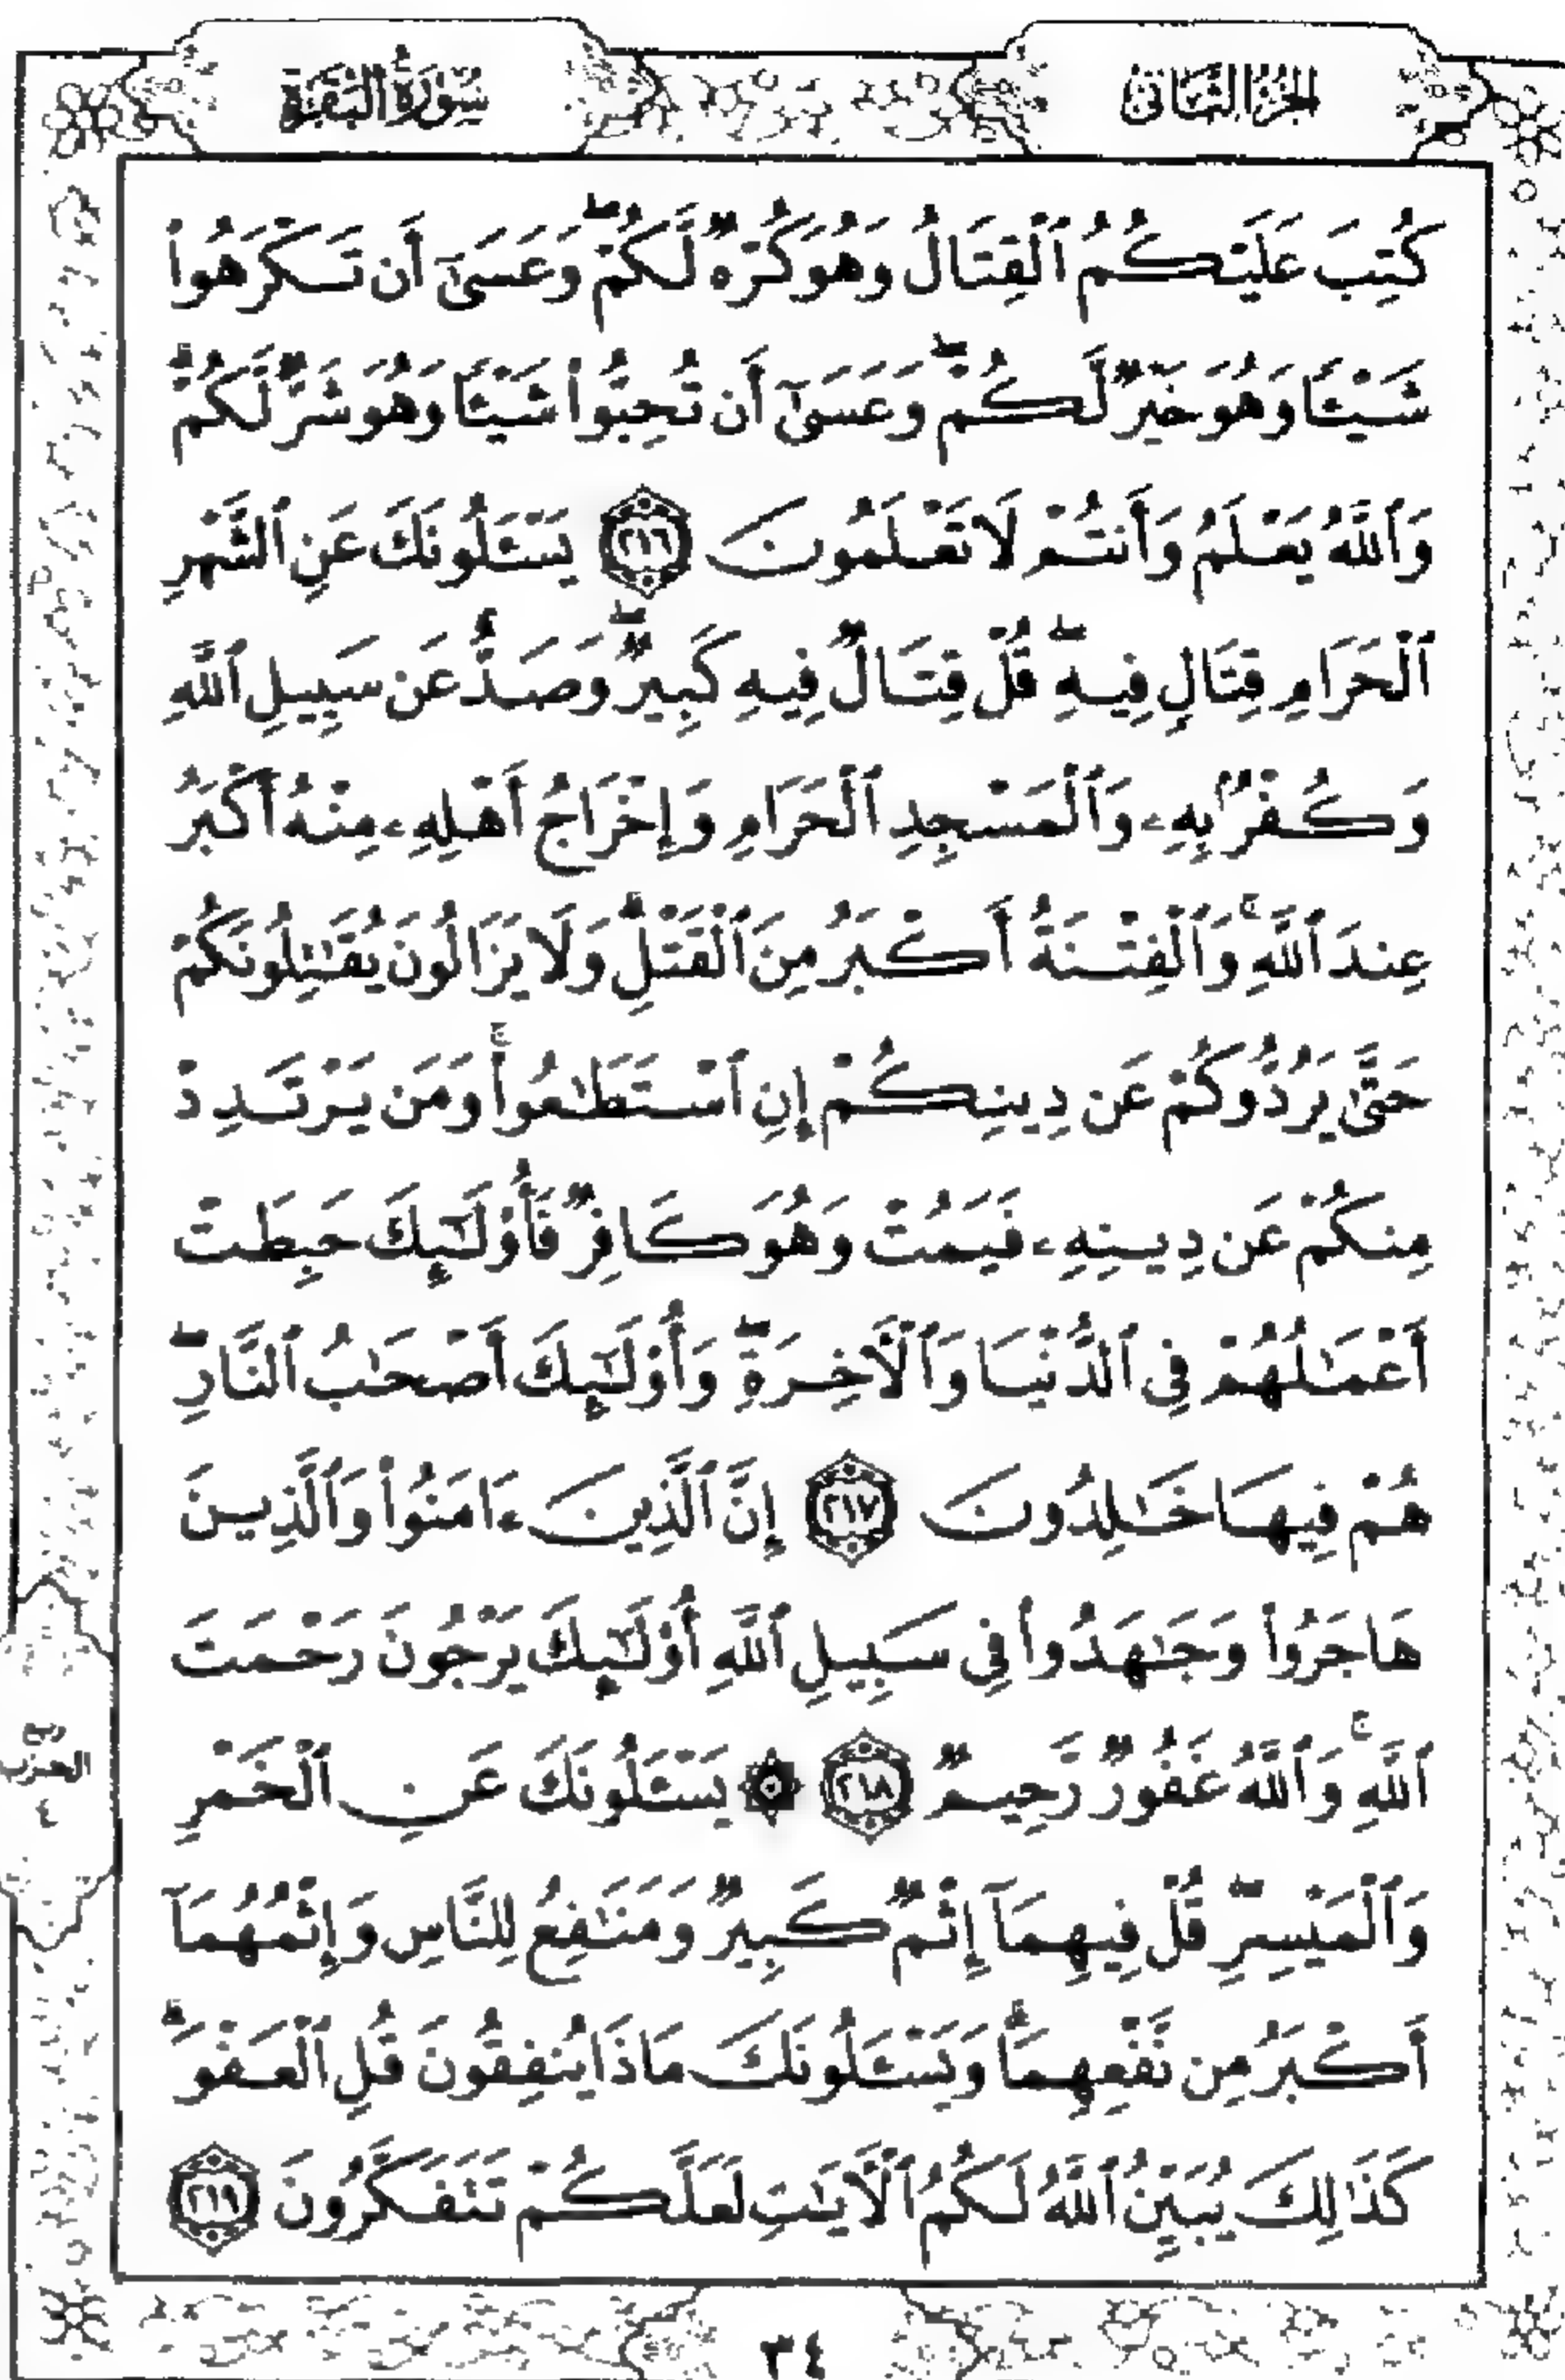 الجزء الثاني
سورة البقرة
كُتِبَ عَلَيْكُمُ ٱلْقِتَالُ وَهُوَ كُرْهٌ لَّكُمْ ۖ وَعَسَىٰٓ أَن تَكْرَهُوا۟
شَيْـًٔا وَهُوَ خَيْرٌ لَّكُمْ ۖ وَعَسَىٰٓ أَن تُحِبُّوا۟ شَيْـًٔا وَهُوَ شَرٌّ لَّكُمْ ۗ
وَٱللَّهُ يَعْلَمُ وَأَنتُمْ لَا تَعْلَمُونَ ٢١٦ يَسْـَٔلُونَكَ عَنِ ٱلشَّهْرِ
ٱلْحَرَامِ قِتَالٍ فِيهِ ۖ قُلْ قِتَالٌ فِيهِ كَبِيرٌ ۖ وَصَدٌّ عَن سَبِيلِ ٱللَّهِ
وَكُفْرٌۢ بِهِۦ وَٱلْمَسْجِدِ ٱلْحَرَامِ وَإِخْرَاجُ أَهْلِهِۦ مِنْهُ أَكْبَرُ
عِندَ ٱللَّهِ ۚ وَٱلْفِتْنَةُ أَكْبَرُ مِنَ ٱلْقَتْلِ ۗ وَلَا يَزَالُونَ يُقَٰتِلُونَكُمْ
حَتَّىٰ يَرُدُّوكُمْ عَن دِينِكُمْ إِنِ ٱسْتَطَٰعُوا۟ ۚ وَمَن يَرْتَدِدْ
مِنكُمْ عَن دِينِهِۦ فَيَمُتْ وَهُوَ كَافِرٌ فَأُو۟لَٰٓئِكَ حَبِطَتْ
أَعْمَٰلُهُمْ فِى ٱلدُّنْيَا وَٱلْءَاخِرَةِ ۖ وَأُو۟لَٰٓئِكَ أَصْحَٰبُ ٱلنَّارِ ۖ
هُمْ فِيهَا خَٰلِدُونَ ٢١٧ إِنَّ ٱلَّذِينَ ءَامَنُوا۟ وَٱلَّذِينَ
هَاجَرُوا۟ وَجَٰهَدُوا۟ فِى سَبِيلِ ٱللَّهِ أُو۟لَٰٓئِكَ يَرْجُونَ رَحْمَتَ
ٱللَّهِ ۚ وَٱللَّهُ غَفُورٌ رَّحِيمٌ ٢١٨ ۞ يَسْـَٔلُونَكَ عَنِ ٱلْخَمْرِ
وَٱلْمَيْسِرِ ۖ قُلْ فِيهِمَآ إِثْمٌ كَبِيرٌ وَمَنَٰفِعُ لِلنَّاسِ وَإِثْمُهُمَآ
أَكْبَرُ مِن نَّفْعِهِمَا ۗ وَيَسْـَٔلُونَكَ مَاذَا يُنفِقُونَ قُلِ ٱلْعَفْوَ ۗ
كَذَٰلِكَ يُبَيِّنُ ٱللَّهُ لَكُمُ ٱلْءَايَٰتِ لَعَلَّكُمْ تَتَفَكَّرُونَ ٢١٩
ربع
الحزب
٤
٣٤